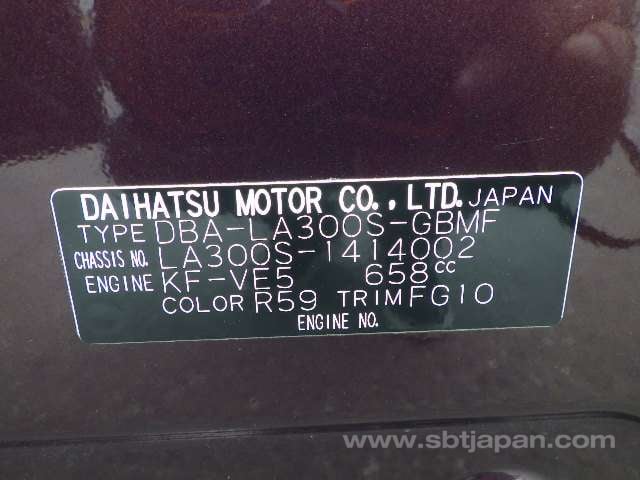 DAIHATSU MOTOR CO., LTD. JAPAN
TYPE DBA-LA300S-GBMF
CHASSIS NO. LA300S-1414002
ENGINE KF-VE5 658cc
COLOR R59 TRIM FG10
ENGINE NO.
www.sbtjapan.com